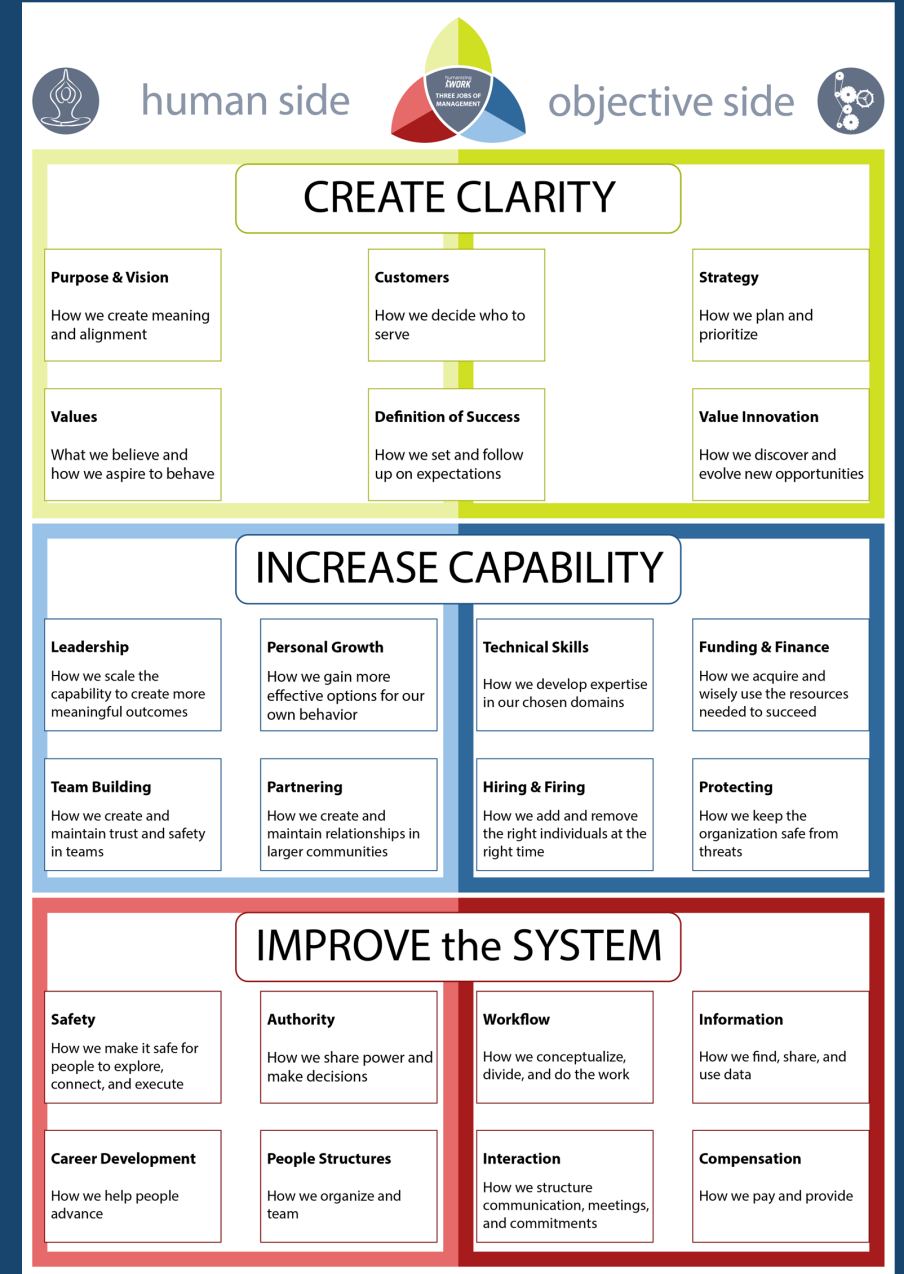 human side
humanizing
WORK
THREE JOBS OF
MANAGEMENT
objective side
CREATE CLARITY
Purpose & Vision
How we create meaning
and alignment
Customers
How we decide who to
serve
Strategy
How we plan and
prioritize
Values
What we believe and
how we aspire to behave
Definition of Success
How we set and follow
up on expectations
Value Innovation
How we discover and
evolve new opportunities
INCREASE CAPABILITY
Leadership
How we scale the
capability to create more
meaningful outcomes
Personal Growth
How we gain more
effective options for our
own behavior
Technical Skills
How we develop expertise
in our chosen domains
Funding & Finance
How we acquire and
wisely use the resources
needed to succeed
Team Building
How we create and
maintain trust and safety
in teams
Partnering
How we create and
maintain relationships in
larger communities
Hiring & Firing
How we add and remove
the right individuals at the
right time
Protecting
How we keep the
organization safe from
threats
IMPROVE the SYSTEM
Safety
How we make it safe for
people to explore,
connect, and execute
Authority
How we share power and
make decisions
Workflow
How we conceptualize,
divide, and do the work
Information
How we find, share, and
use data
Career Development
How we help people
advance
People Structures
How we organize and
team
Interaction
How we structure
communication, meetings,
and commitments
Compensation
How we pay and provide